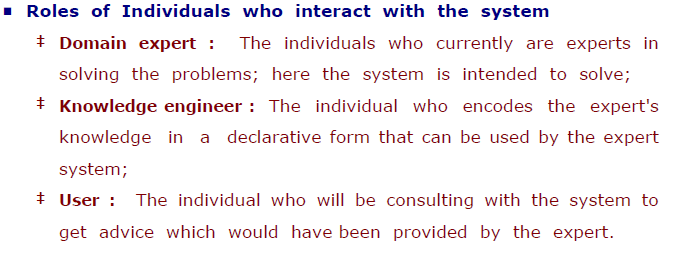 ▪ Roles of Individuals who interact with the system
‡ Domain expert : The individuals who currently are experts in
solving the problems; here the system is intended to solve;
‡ Knowledge engineer : The individual who encodes the expert's
knowledge in a declarative form that can be used by the expert
system;
‡ User : The individual who will be consulting with the system to
get advice which would have been provided by the expert.